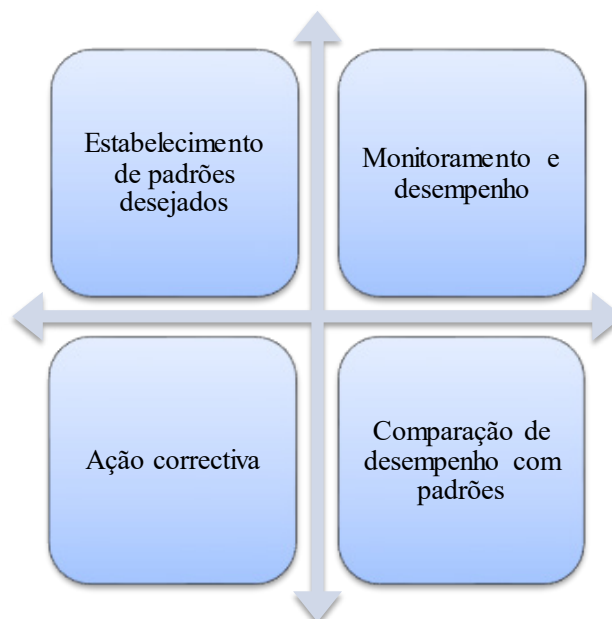 Estabelecimento
de padrões
desejados
Monitoramento e
desempenho
Ação correctiva
Comparação de
desempenho com
padrões